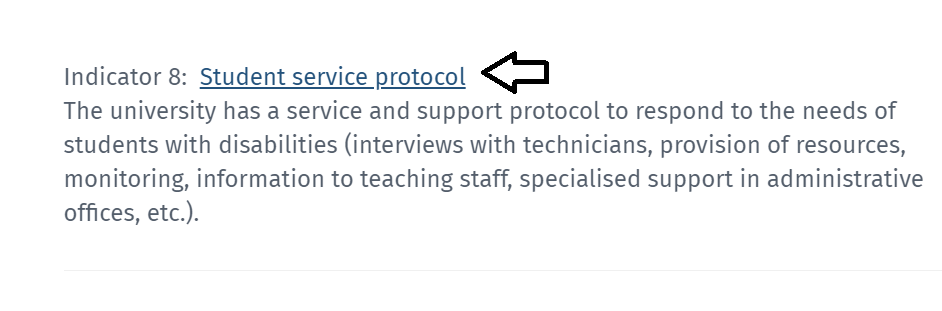 Indicator 8: Student service protocol
The university has a service and support protocol to respond to the needs of
students with disabilities (interviews with technicians, provision of resources,
monitoring, information to teaching staff, specialised support in administrative
offices, etc.).